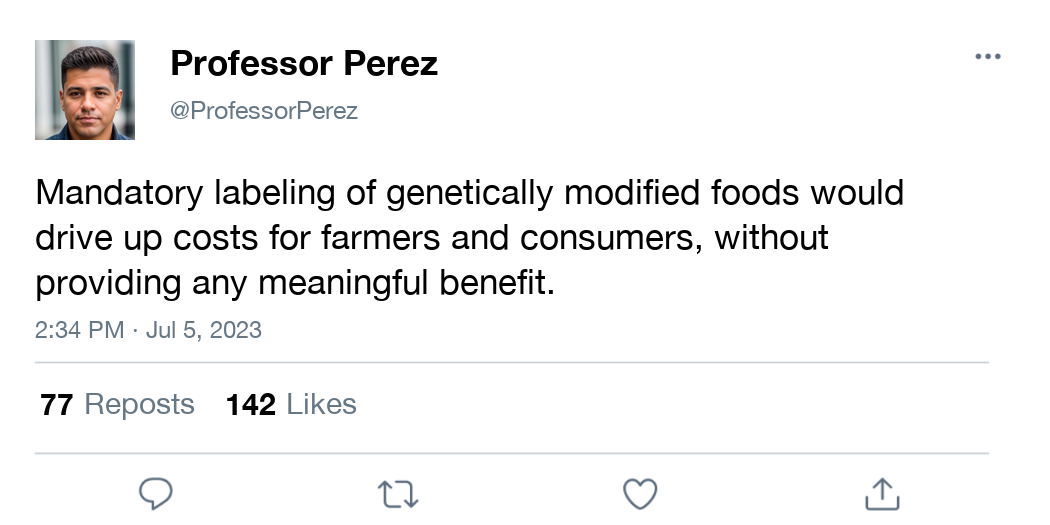 Professor Perez
@ProfessorPerez
Mandatory labeling of genetically modified foods would
drive up costs for farmers and consumers, without
providing any meaningful benefit.
2:34 PM · Jul 5, 2023
77 Reposts 142 Likes